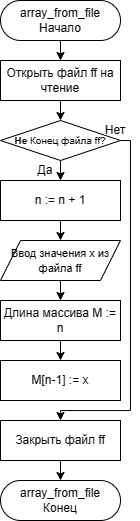 array_from_file
Начало
Открыть файл ff на
чтение
Не Конец файла ff?
Нет
Да
n := n + 1
Ввод значения x из
файла ff
Длина массива M :=
n
M[n-1] := x
Закрыть файл ff
array_from_file
Конец